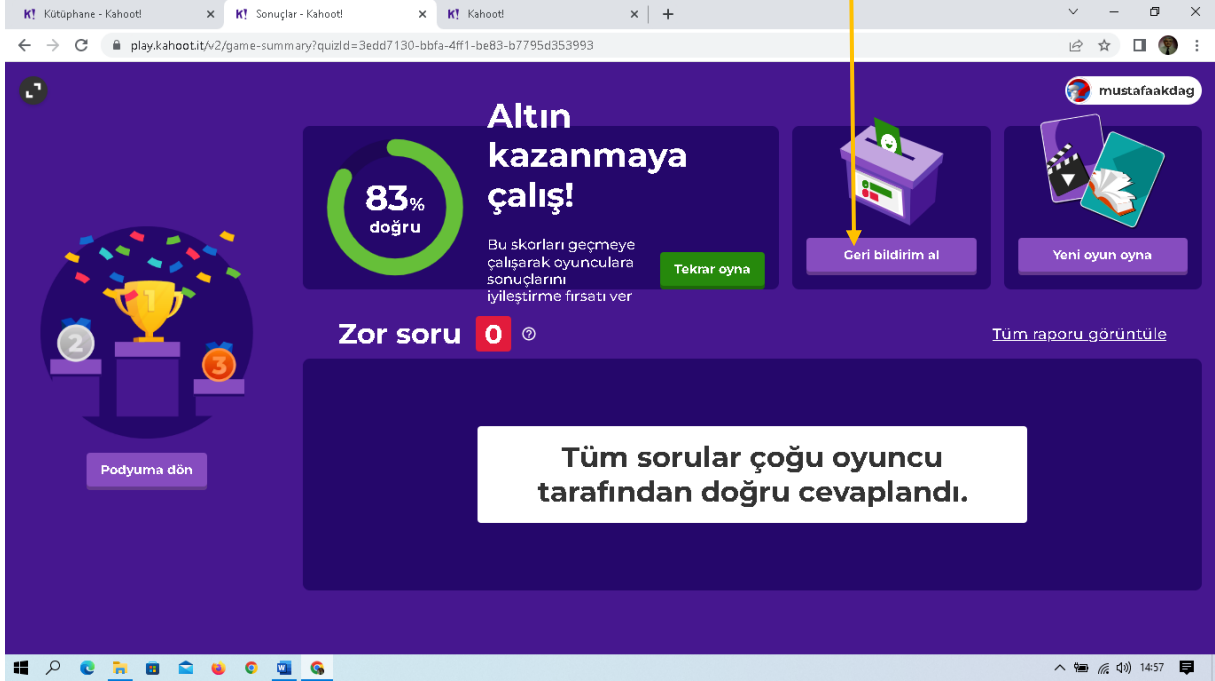 K! Kütüphane - Kahoot!
K! Sonuçlar - Kahoot!
K! Kahoot!
play.kahoot.it/v2/game-summary?quizId=3edd7130-bbfa-4ff1-be83-b7795d353993
mustafaakdag
83%
doğru
Altın
kazanmaya
çalış!
Bu skorları geçmeye
çalışarak oyunculara
sonuçlarını
iyileştirme fırsatı ver
Tekrar oyna
Geri bildirim al
Yeni oyun oyna
1
2
3
Podyuma dön
Zor soru 0
Tüm raporu görüntüle
Tüm sorular çoğu oyuncu
tarafından doğru cevaplandı.
14:57